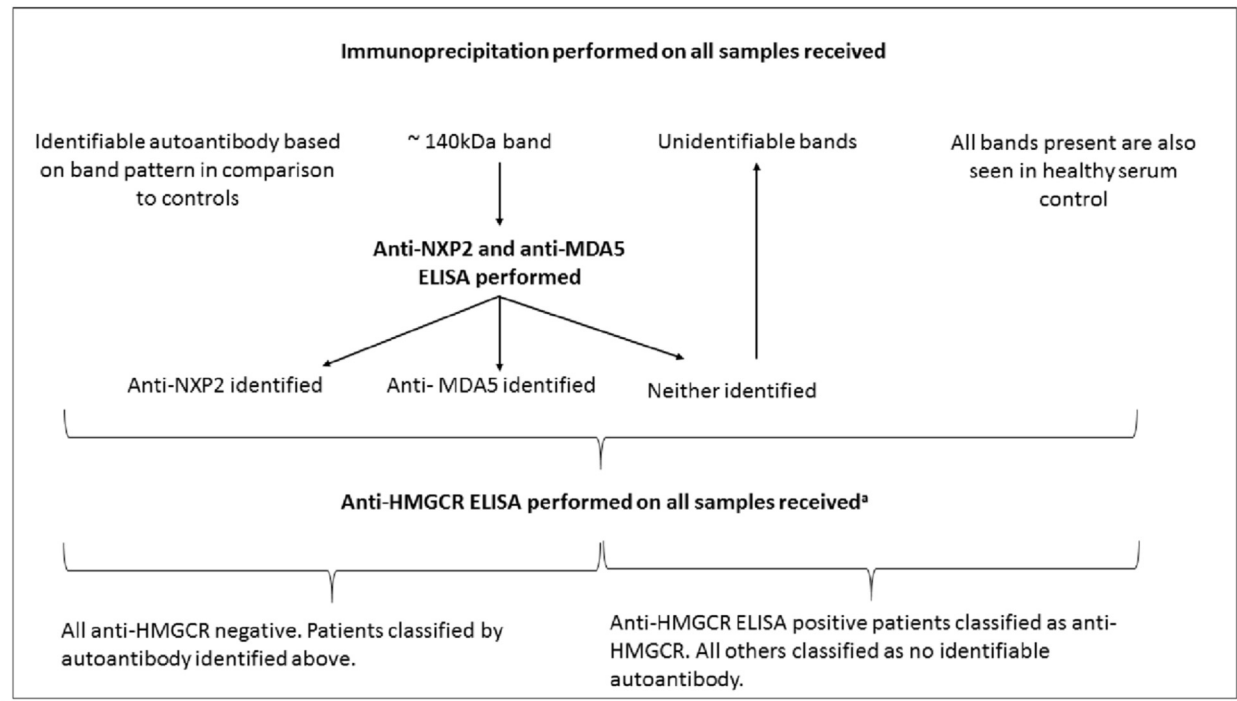 Immunoprecipitation performed on all samples received
Identifiable autoantibody based
on band pattern in comparison
to controls
~ 140kDa band
Unidentifiable bands
All bands present are also
seen in healthy serum
control
Anti-NXP2 and anti-MDA5
ELISA performed
Anti-NXP2 identified
Anti- MDA5 identified
Neither identified
Anti-HMGCR ELISA performed on all samples receivedᵃ
All anti-HMGCR negative. Patients classified by
autoantibody identified above.
Anti-HMGCR ELISA positive patients classified as anti-
HMGCR. All others classified as no identifiable
autoantibody.